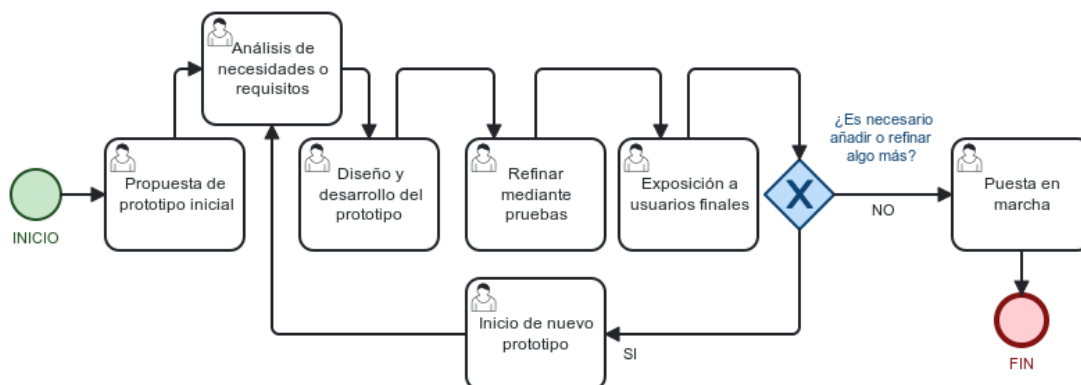 INICIO
Propuesta de
prototipo inicial
Análisis de
necesidades o
requisitos
Diseño y
desarrollo del
prototipo
Refinar
mediante
pruebas
Exposición a
usuarios finales
¿Es necesario
añadir o refinar
algo más?
NO
Puesta en
marcha
FIN
SI
Inicio de nuevo
prototipo